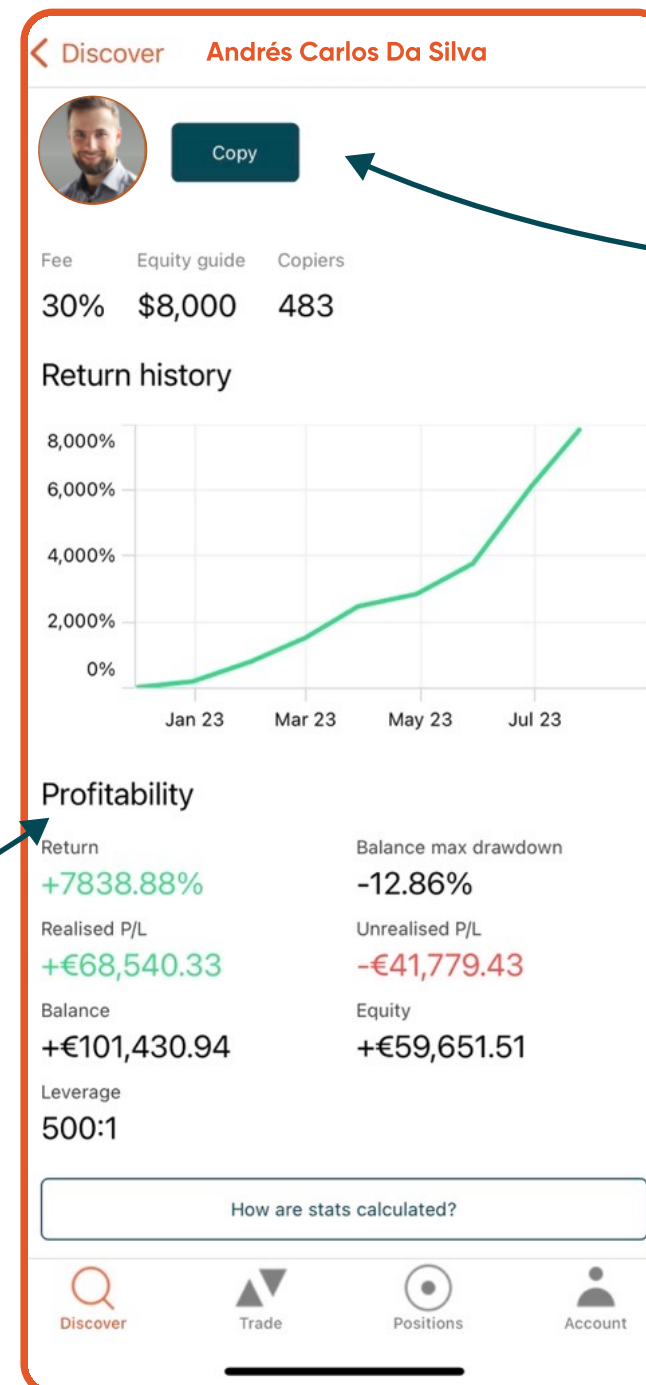 Discover Andrés Carlos Da Silva
Copy
Fee Equity guide Copiers
30% $8,000 483
Return history
8,000%
6,000%
4,000%
2,000%
0%
Jan 23 Mar 23 May 23 Jul 23
Profitability
Return Balance max drawdown
+7838.88% -12.86%
Realised P/L Unrealised P/L
+€68,540.33 -€41,779.43
Balance Equity
+€101,430.94 +€59,651.51
Leverage
500:1
How are stats calculated?
Discover Trade Positions Account